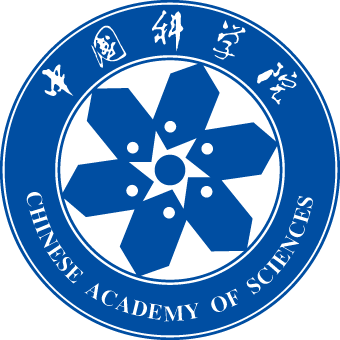 中国科学院
CHINESE ACADEMY OF SCIENCES